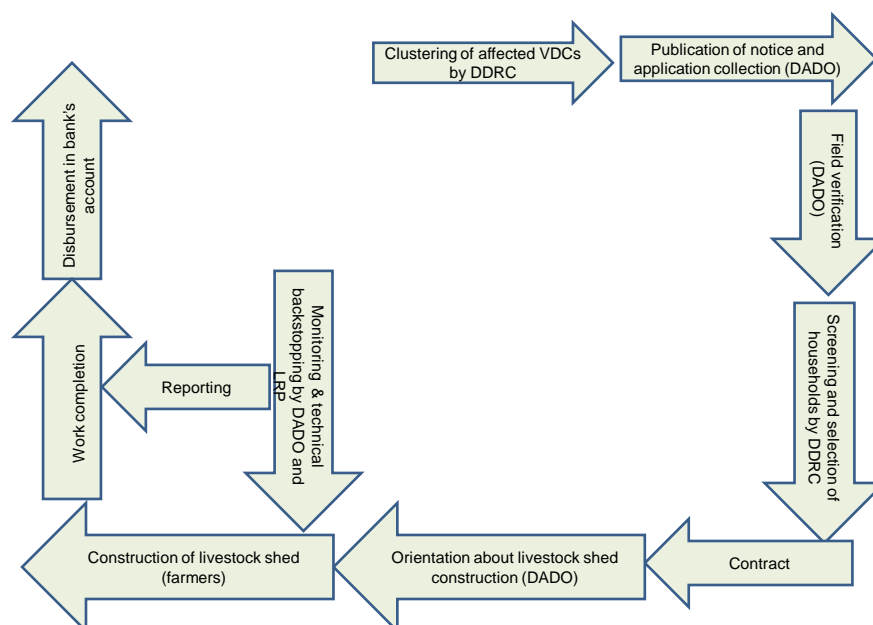 Clustering of affected VDCs
by DDRC
Publication of notice and
application collection (DADO)
Field verification
(DADO)
Screening and selection of
households by DDRC
Contract
Orientation about livestock shed
construction (DADO)
Construction of livestock shed
(farmers)
Monitoring & technical
backstopping by DADO and
LRP
Reporting
Work completion
Disbursement in bank's
account